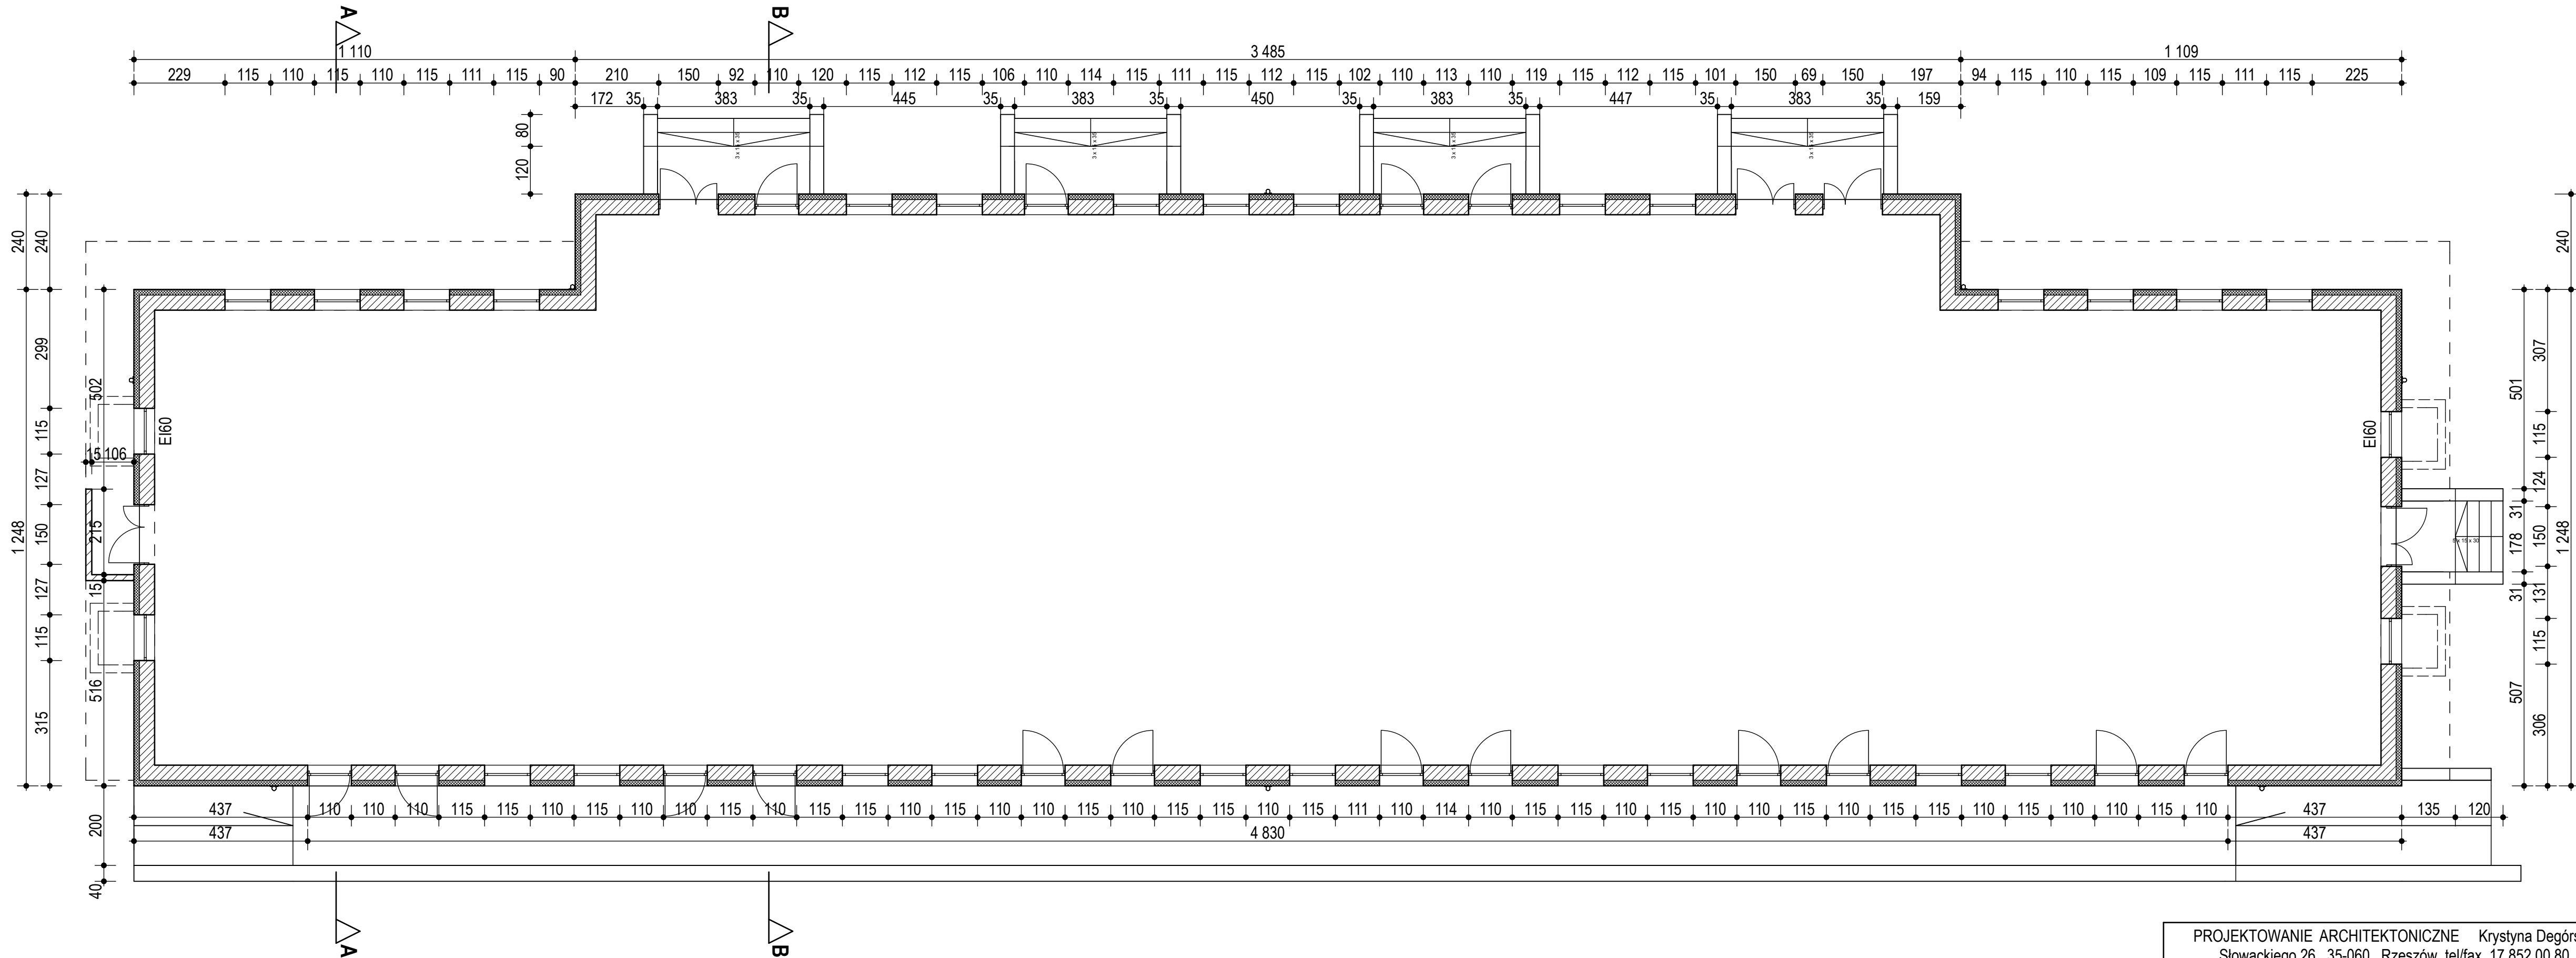 A
B
1 110
3 485
1 109
229 115 110 115 110 115 111 115 90 210 150 92 110 120 115 112 115 106 110 114 115 111 115 112 115 102 110 113 110 119 115 112 115 101 150 69 150 197 94 115 110 115 109 115 111 115 225
172 35 383 35 445 35 383 35 450 35 383 35 447 35 383 35 159
80
120
240
240
240
299
502
115
127
15 106
1 248
150
215
127
15
115
516
315
200
40
EI60
EI60
307
501
115
124
31
178
150
1 248
31
131
115
507
306
5 x 15 x 30
437 110 110 110 115 115 110 115 110 110 115 110 115 115 110 115 110 115 110 115 115 110 115 111 110 114 110 115 115 110 115 110 110 115 110 115 115 110 115 110 110 115 110 437 135 120
437 4 830 437
A
B
PROJEKTOWANIE ARCHITEKTONICZNE Krystyna Degórs
Słowackiego 26, 35-060 Rzeszów, tel/fax. 17 852 00 80